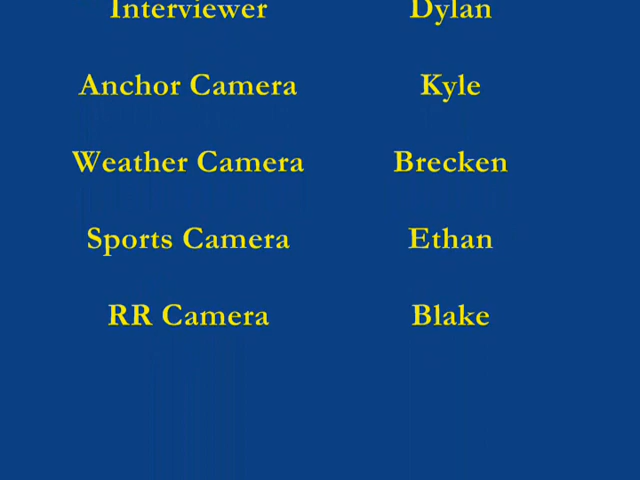 Interviewer Dylan
Anchor Camera Kyle
Weather Camera Brecken
Sports Camera Ethan
RR Camera Blake